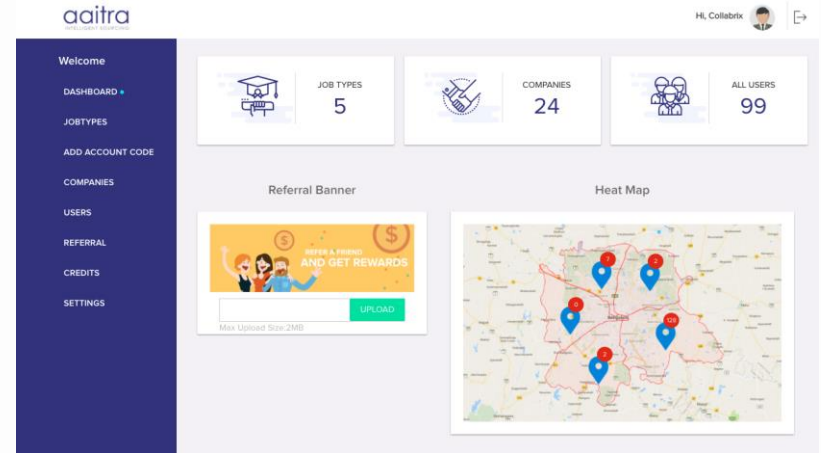 aaitra
INTELLIGENT SOURCING
Hi, Collabrix
Welcome
DASHBOARD
JOBTYPES
ADD ACCOUNT CODE
COMPANIES
USERS
REFERRAL
CREDITS
SETTINGS
JOB TYPES
5
COMPANIES
24
ALL USERS
99
Referral Banner
REFER A FRIEND
AND GET REWARDS
UPLOAD
Max Upload Size 2MB
Heat Map
7
2
0
128
2